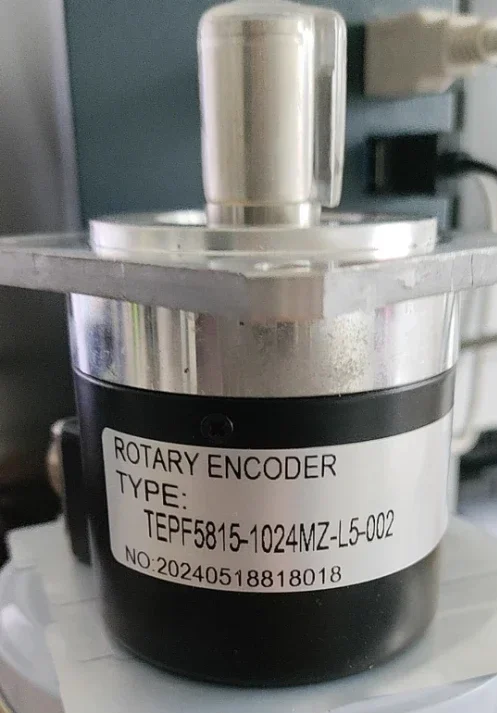 ROTARY ENCODER
TYPE:
TEPF5815-1024MZ-L5-002
NO:20240518818018